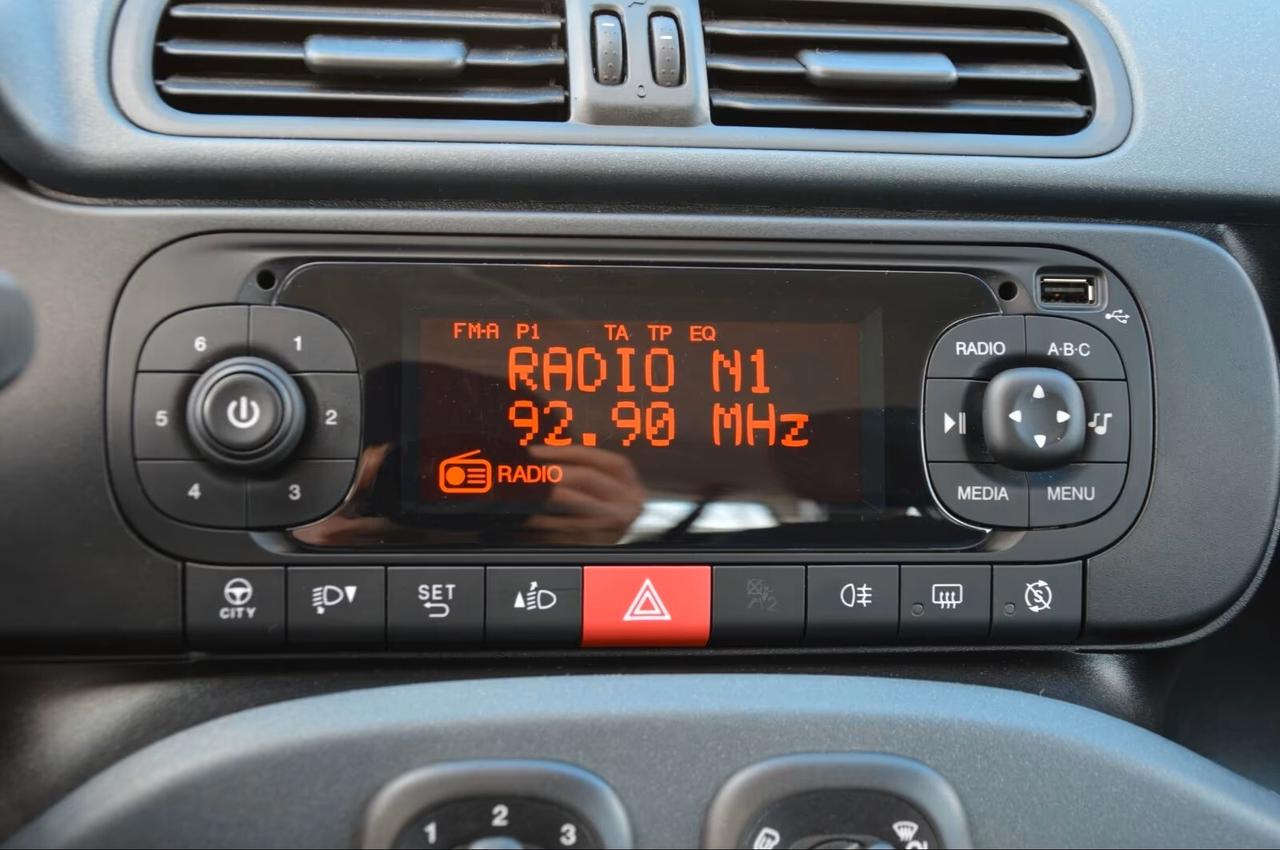 FM-A P1 TA TP EQ
RADIO N1
92.90 MHz
RADIO
6 1
5 2
4 3
RADIO A·B·C
MEDIA MENU
CITY
SET
2
1 2 3